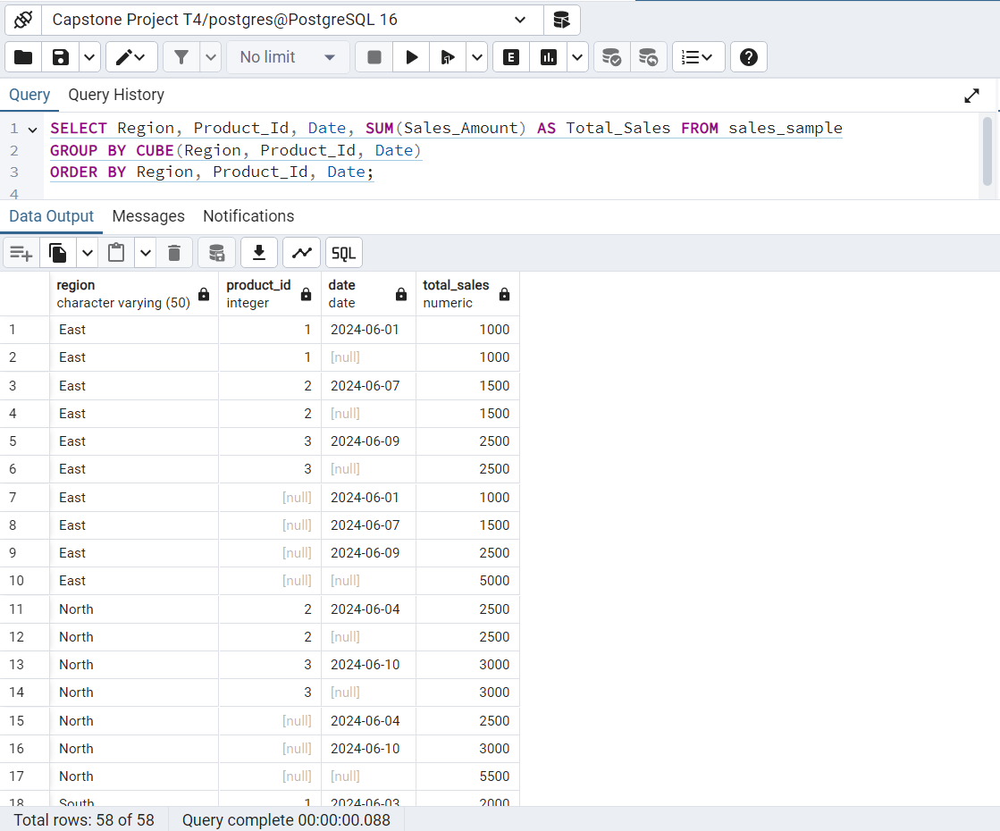 Capstone Project T4/postgres@PostgreSQL 16
No limit E
Query Query History
1 SELECT Region, Product_Id, Date, SUM(Sales_Amount) AS Total_Sales FROM sales_sample
2 GROUP BY CUBE(Region, Product_Id, Date)
3 ORDER BY Region, Product_Id, Date;
4
Data Output Messages Notifications
SQL
region product_id date total_sales
character varying (50) integer date numeric
1 East 1 2024-06-01 1000
2 East 1 [null] 1000
3 East 2 2024-06-07 1500
4 East 2 [null] 1500
5 East 3 2024-06-09 2500
6 East 3 [null] 2500
7 East [null] 2024-06-01 1000
8 East [null] 2024-06-07 1500
9 East [null] 2024-06-09 2500
10 East [null] [null] 5000
11 North 2 2024-06-04 2500
12 North 2 [null] 2500
13 North 3 2024-06-10 3000
14 North 3 [null] 3000
15 North [null] 2024-06-04 2500
16 North [null] 2024-06-10 3000
17 North [null] [null] 5500
18 South 1 2024-06-03 2000
Total rows: 58 of 58 Query complete 00:00:00.088